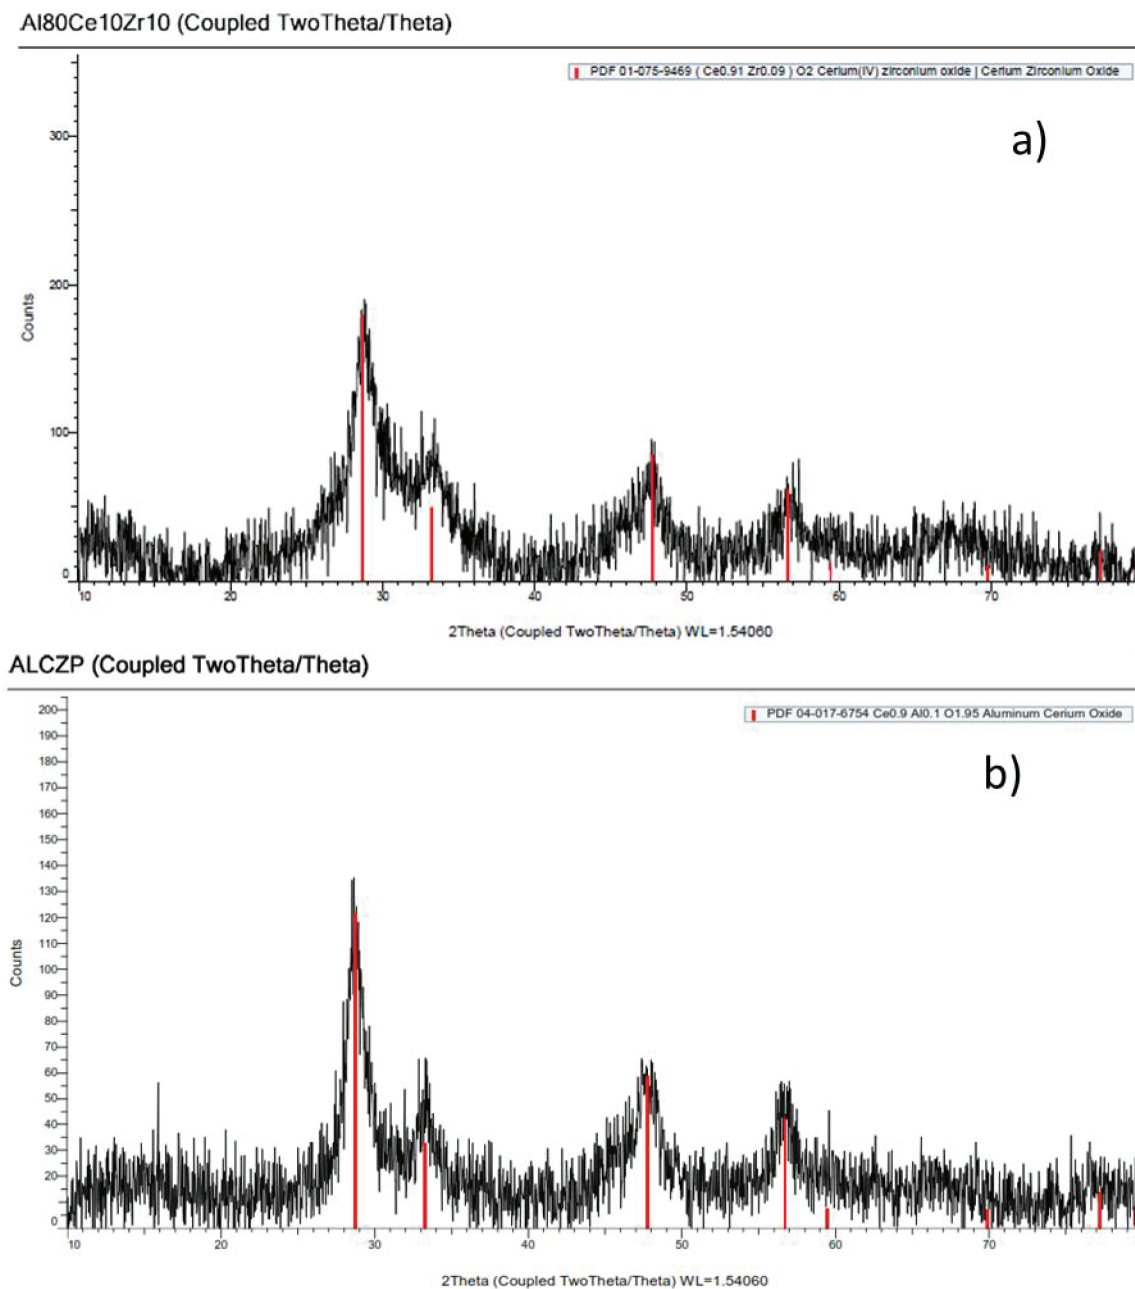 Al80Ce10Zr10 (Coupled TwoTheta/Theta)
PDF 01-075-9469 ( Ce0.91 Zr0.09 ) O2 Cerium(IV) zirconium oxide | Cerium Zirconium Oxide
a)
300
200
100
0
Counts
10 20 30 40 50 60 70
2Theta (Coupled TwoTheta/Theta) WL=1.54060
ALCZP (Coupled TwoTheta/Theta)
PDF 04-017-6754 Ce0.9 Al0.1 O1.95 Aluminum Cerium Oxide
b)
200
190
180
170
160
150
140
130
120
110
100
90
80
70
60
50
40
30
20
0
Counts
10 20 30 40 50 60 70
2Theta (Coupled TwoTheta/Theta) WL=1.54060